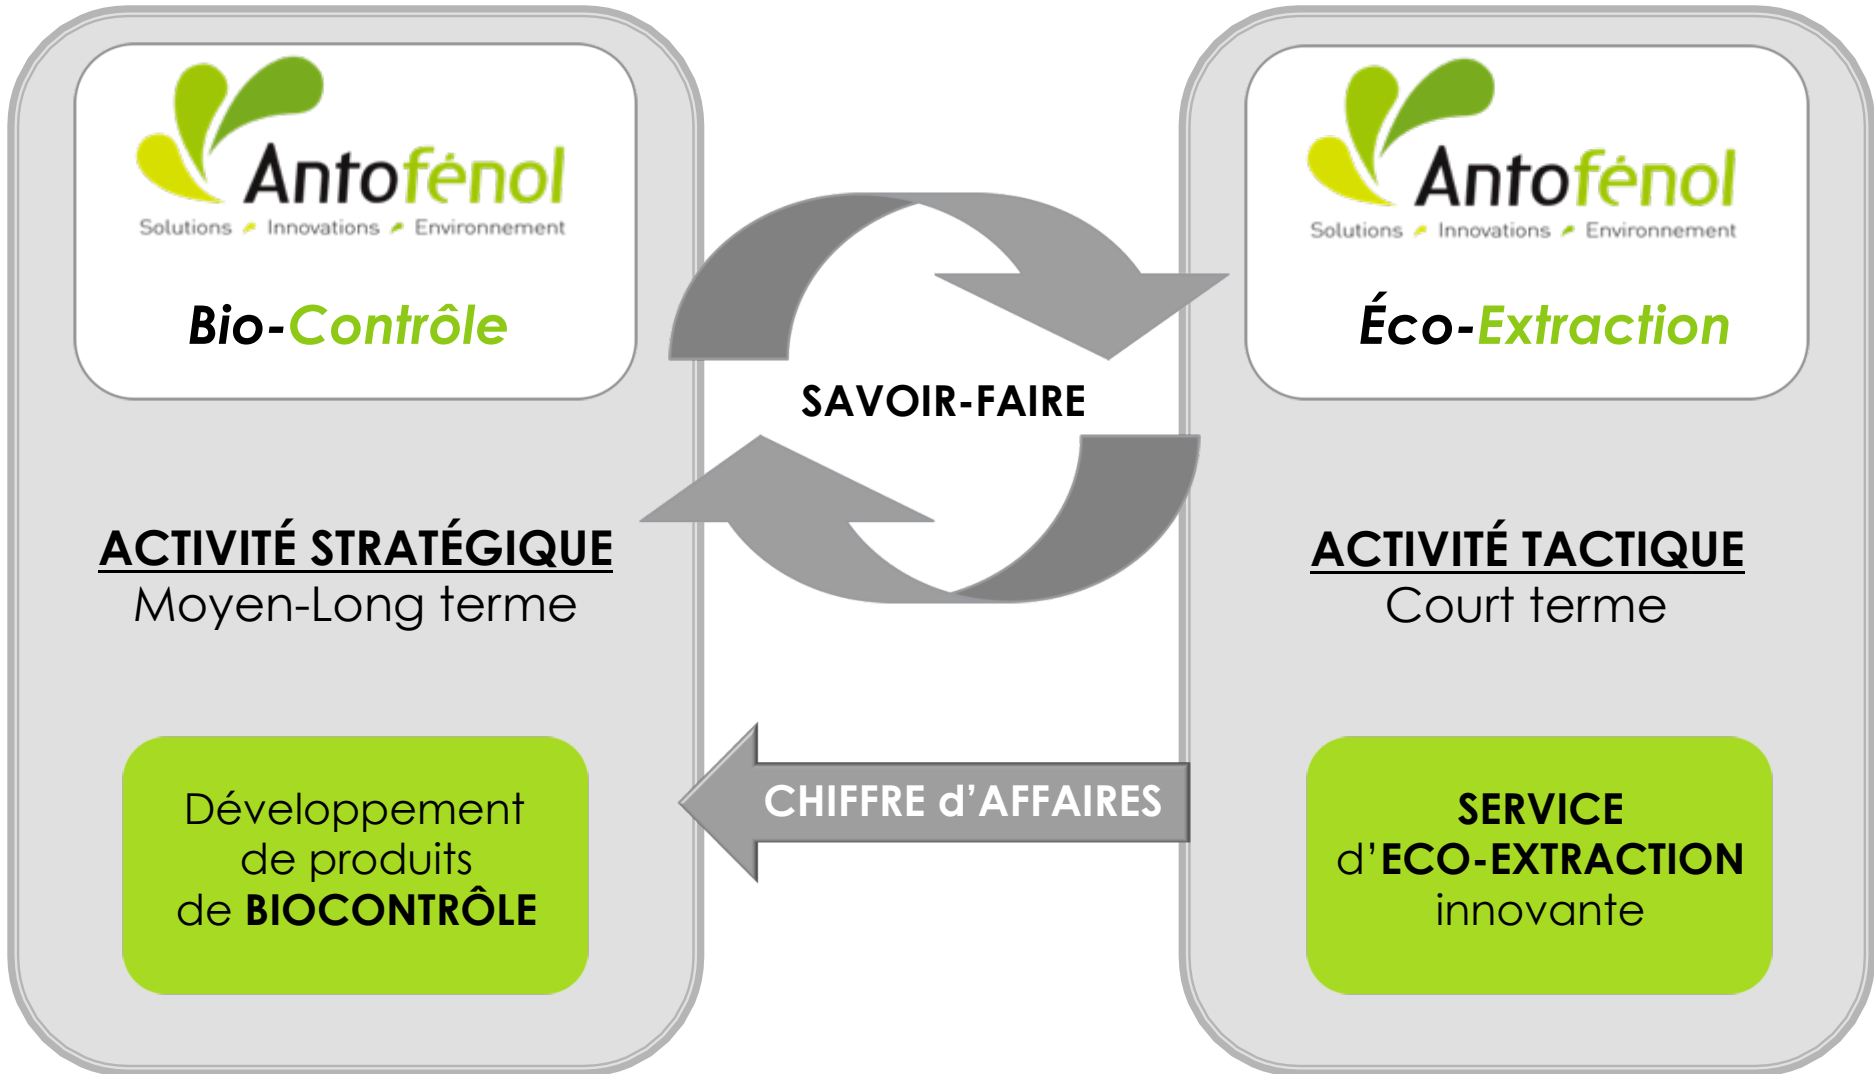 Antofénol
Solutions Innovations Environnement
Bio-Contrôle
ACTIVITÉ STRATÉGIQUE
Moyen-Long terme
Développement
de produits
de BIOCONTRÔLE
SAVOIR-FAIRE
CHIFFRE d’AFFAIRES
Antofénol
Solutions Innovations Environnement
Éco-Extraction
ACTIVITÉ TACTIQUE
Court terme
SERVICE
d’ECO-EXTRACTION
innovante